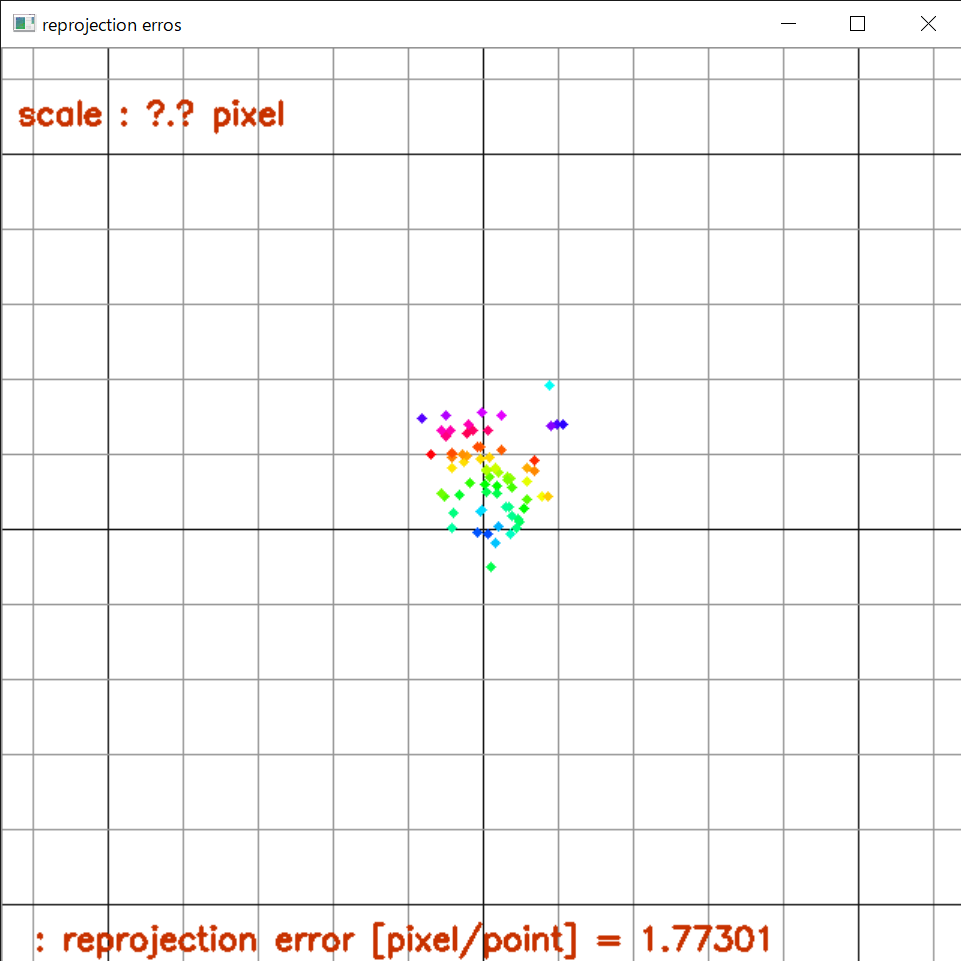 reprojection erros
scale : ?.? pixel
: reprojection error [pixel/point] = 1.77301